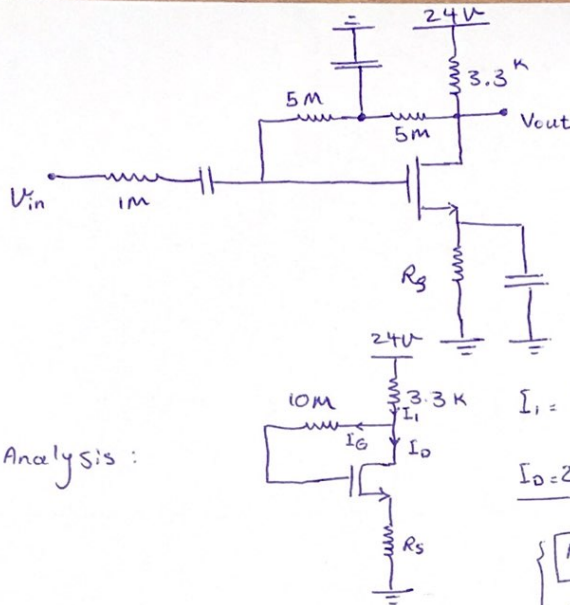 24V
3.3K
5M
5M
Vout
Vin
1M
Rs
24V
10M
3.3K
I1
I1 =
IG
ID
Analysis :
ID = 2
Rs